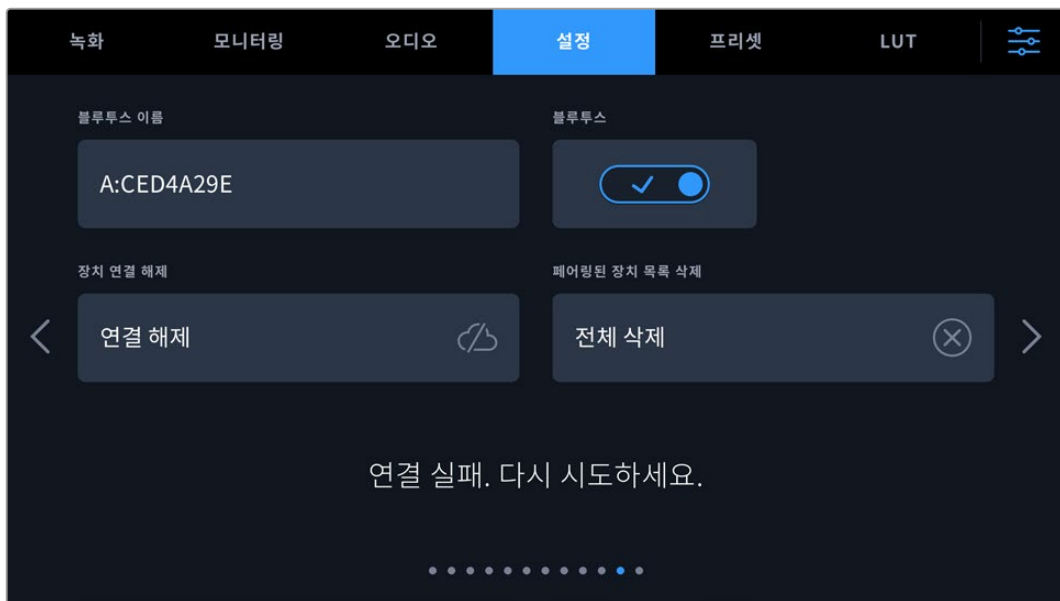 녹화 모니터링 오디오 설정 프리셋 LUT
블루투스 이름 블루투스
A:CED4A29E
장치 연결 해제 페어링된 장치 목록 삭제
연결 해제 전체 삭제
연결 실패. 다시 시도하세요.